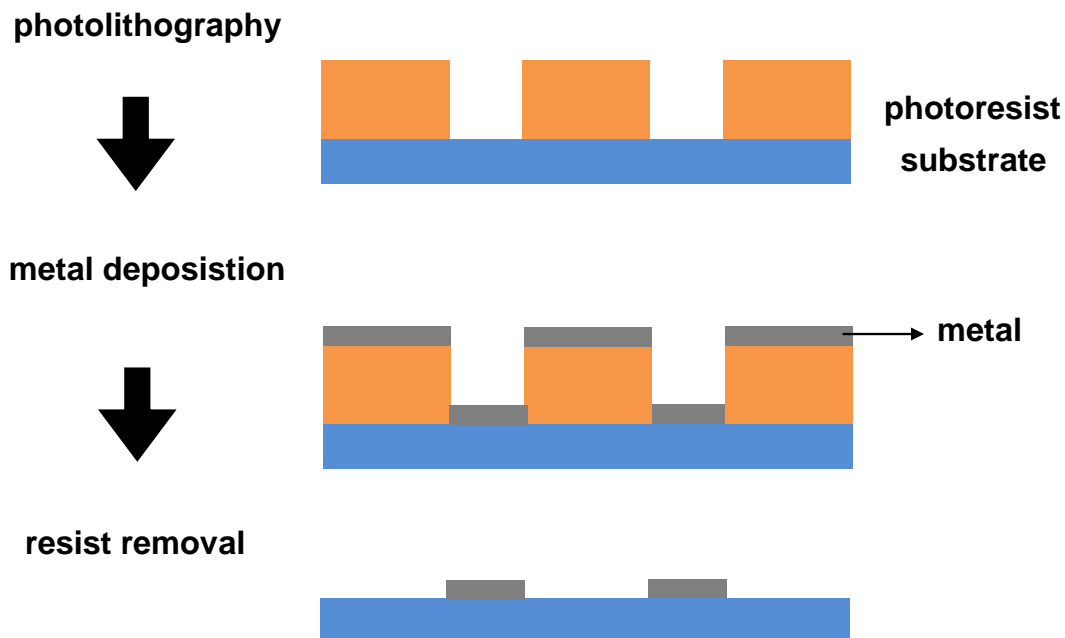 photolithography
photoresist
substrate
metal deposistion
metal
resist removal